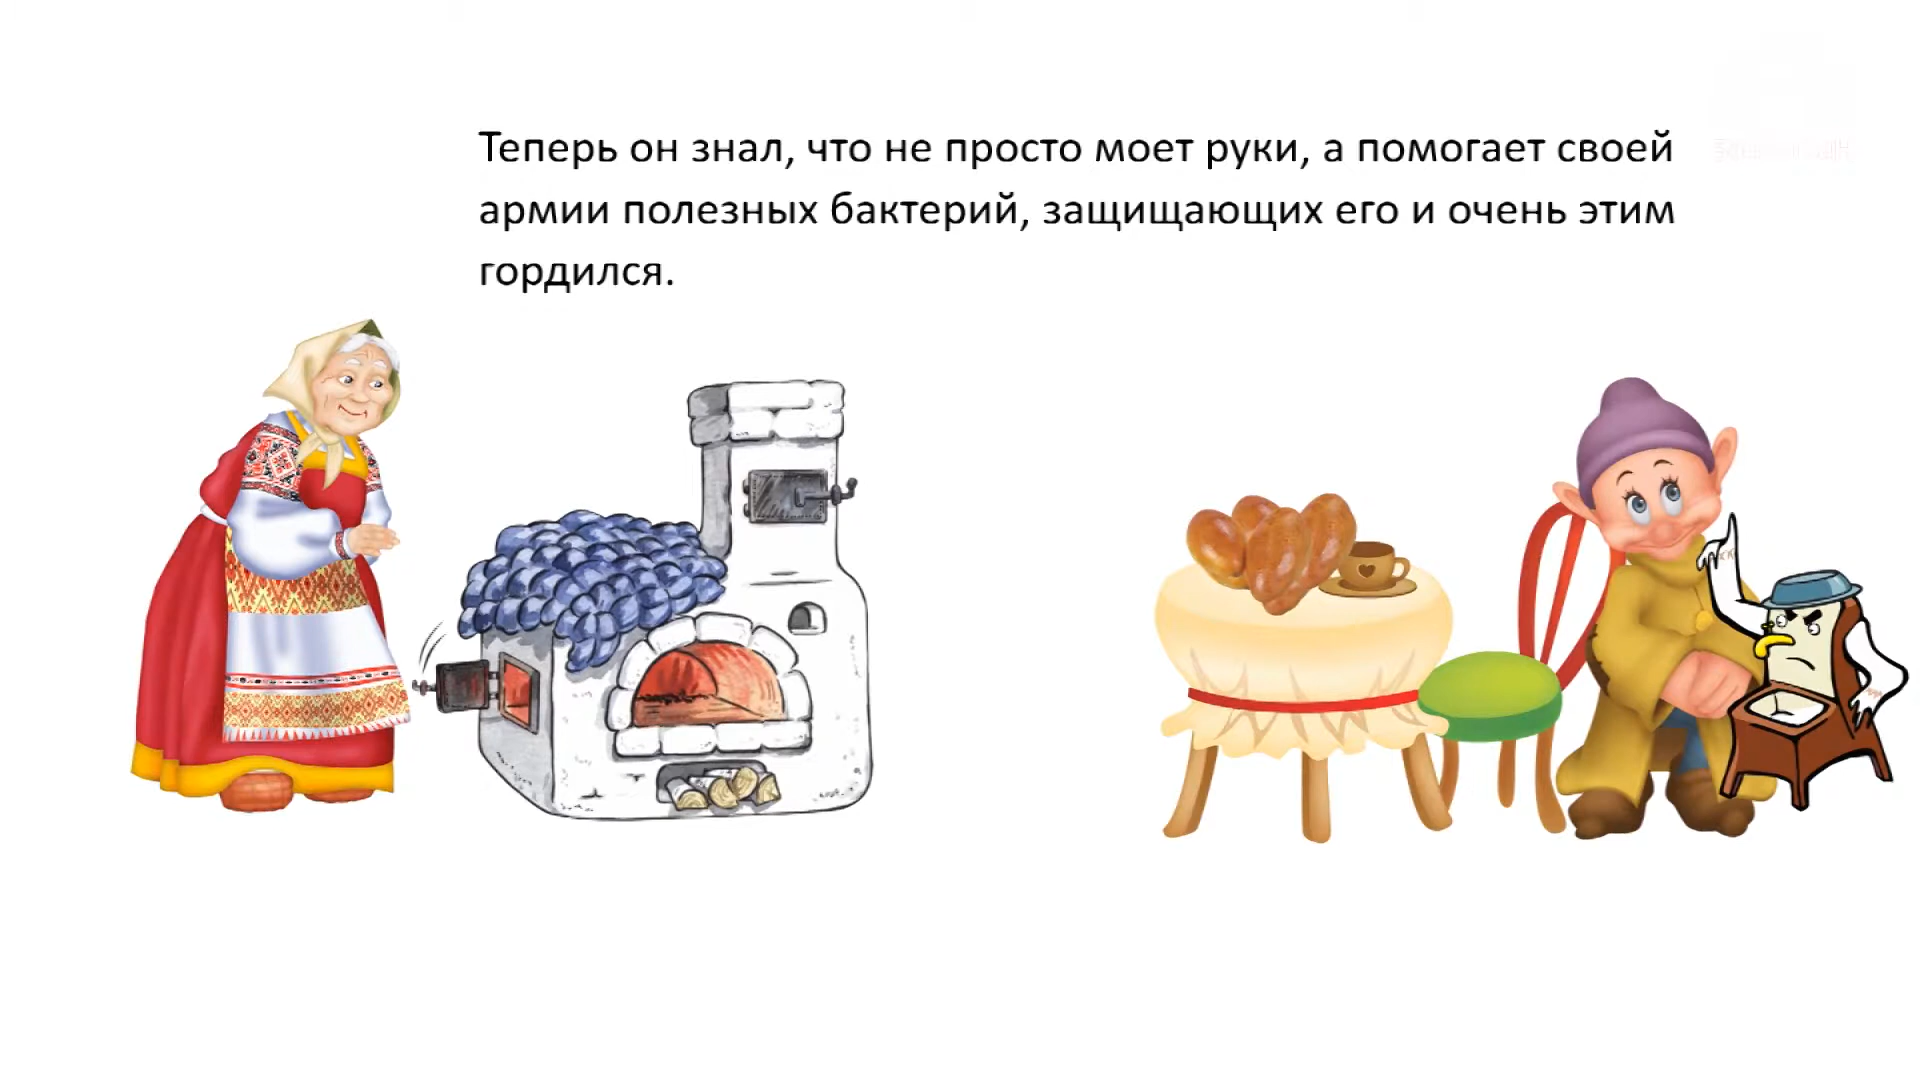 Теперь он знал, что не просто моет руки, а помогает своей
армии полезных бактерий, защищающих его и очень этим
гордился.